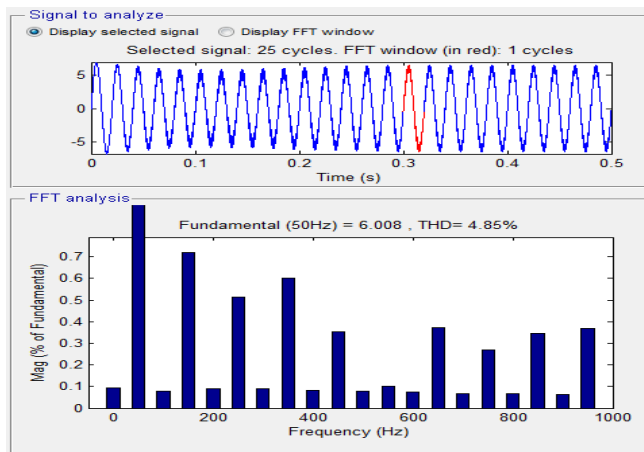 Signal to analyze
Display selected signal Display FFT window
Selected signal: 25 cycles. FFT window (in red): 1 cycles
5
0
-5
0 0.1 0.2 0.3 0.4 0.5
Time (s)
FFT analysis
Fundamental (50Hz) = 6.008 , THD= 4.85%
0.7
0.6
0.5
0.4
0.3
0.2
0.1
0
Mag (% of Fundamental)
0 200 400 600 800 1000
Frequency (Hz)